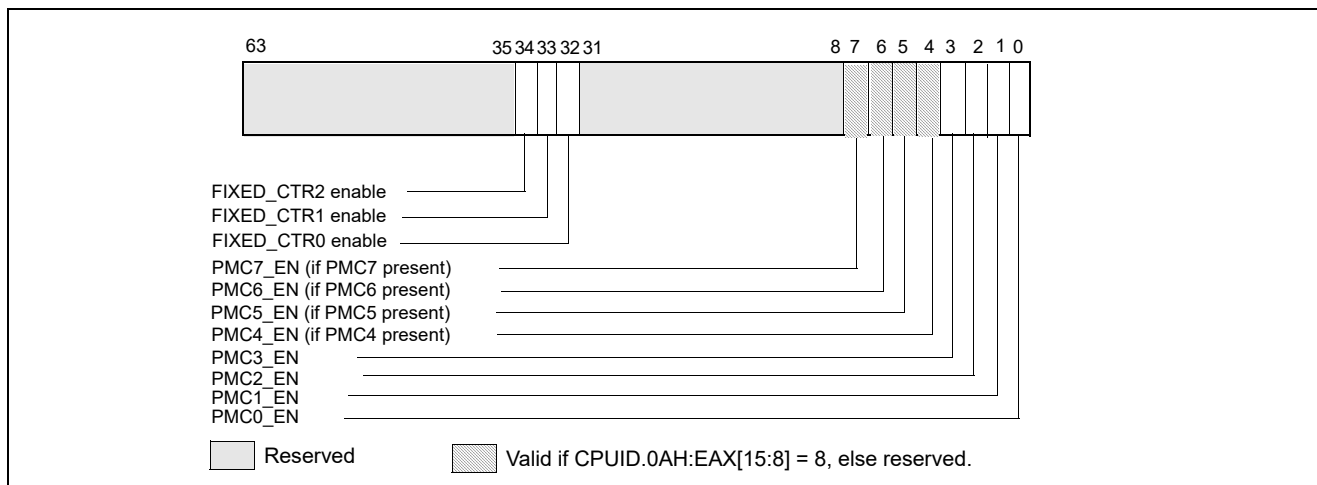 63 35 34 33 32 31 8 7 6 5 4 3 2 1 0
FIXED_CTR2 enable
FIXED_CTR1 enable
FIXED_CTR0 enable
PMC7_EN (if PMC7 present)
PMC6_EN (if PMC6 present)
PMC5_EN (if PMC5 present)
PMC4_EN (if PMC4 present)
PMC3_EN
PMC2_EN
PMC1_EN
PMC0_EN
Reserved Valid if CPUID.0AH:EAX[15:8] = 8, else reserved.